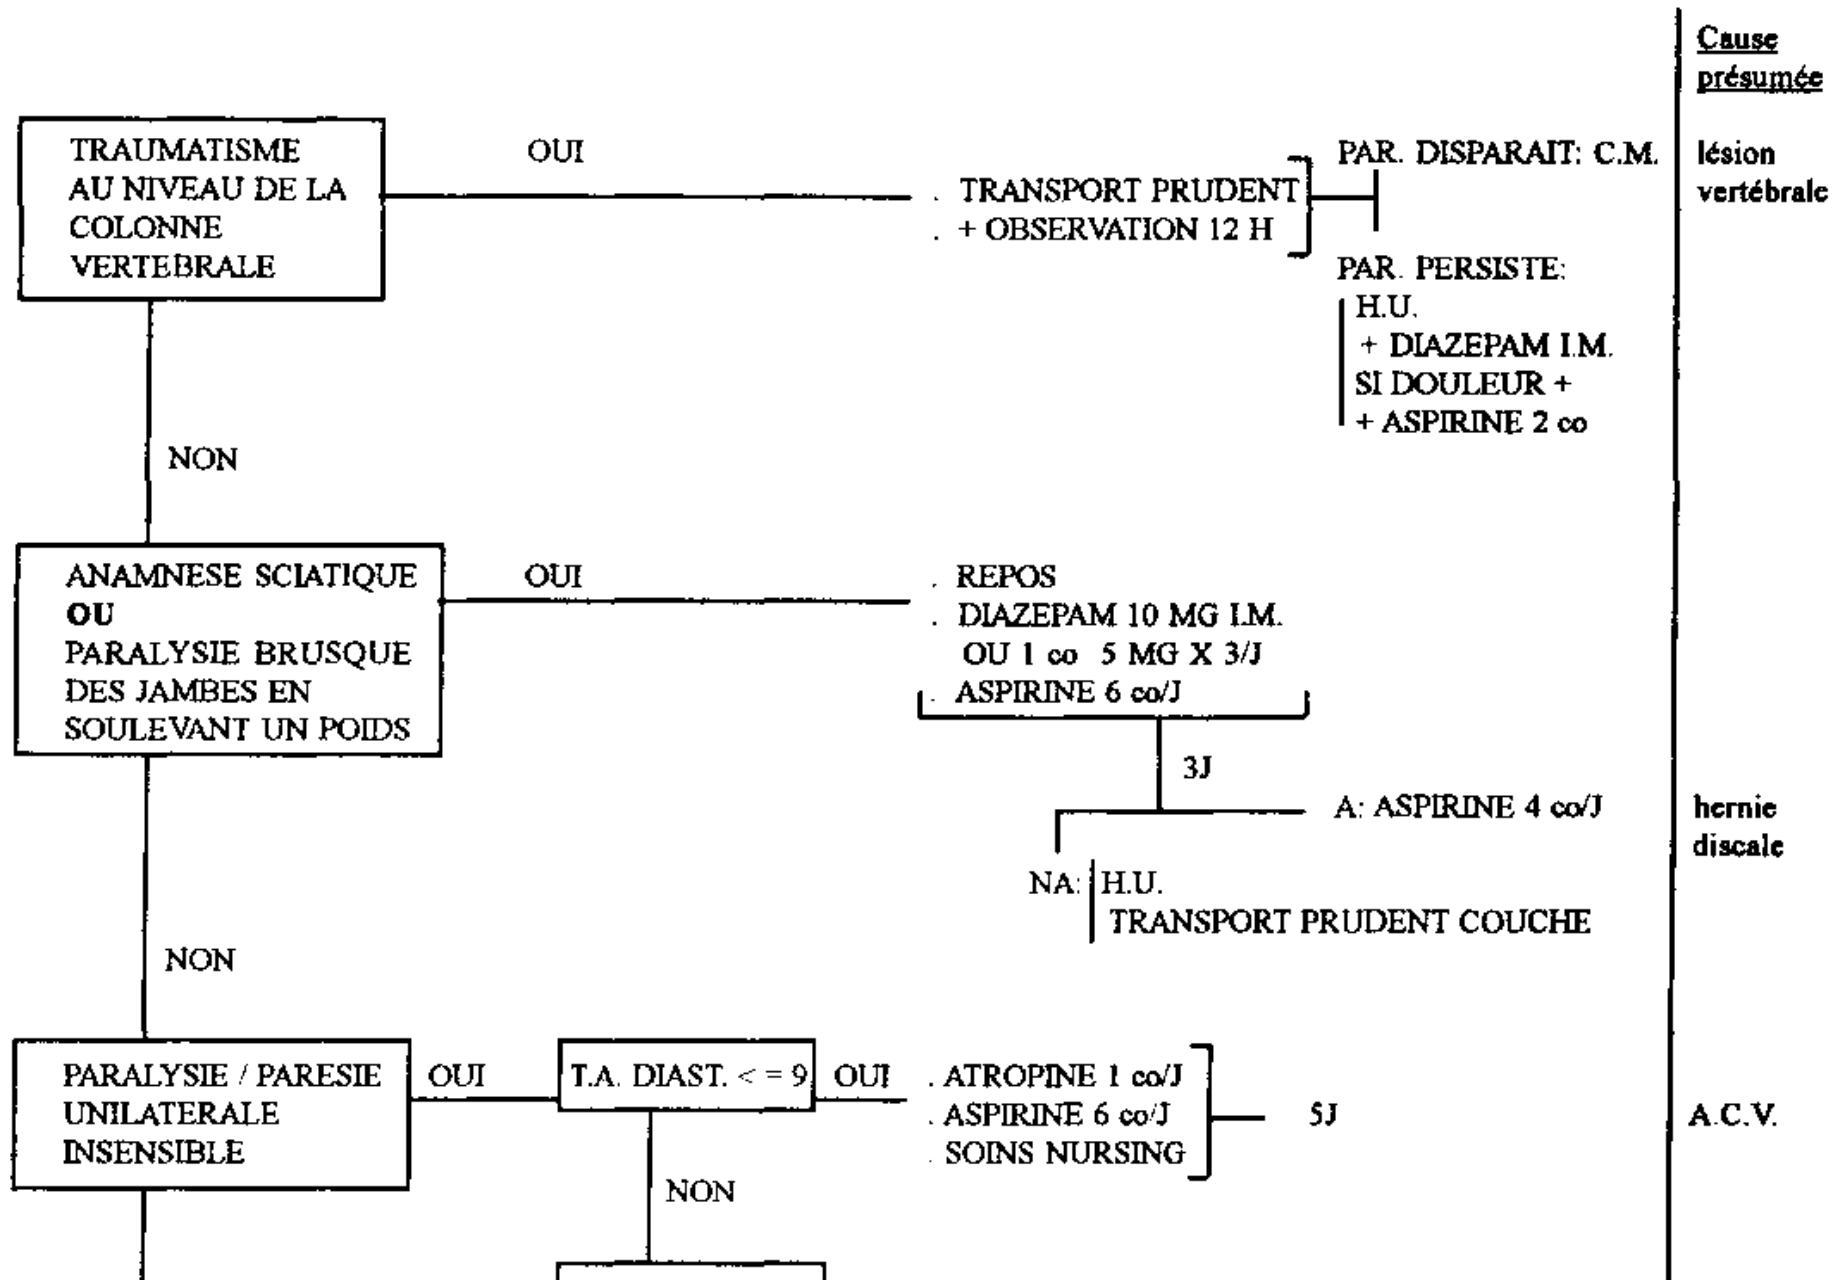 Cause
présumée
TRAUMATISME
AU NIVEAU DE LA
COLONNE
VERTEBRALE
OUI
. TRANSPORT PRUDENT
. + OBSERVATION 12 H
PAR. DISPARAIT: C.M.
lésion
vertébrale
PAR. PERSISTE:
H.U.
+ DIAZEPAM I.M.
SI DOULEUR +
+ ASPIRINE 2 co
NON
ANAMNESE SCIATIQUE
OU
PARALYSIE BRUSQUE
DES JAMBES EN
SOULEVANT UN POIDS
OUI
. REPOS
. DIAZEPAM 10 MG I.M.
OU 1 co 5 MG X 3/J
. ASPIRINE 6 co/J
3J
A: ASPIRINE 4 co/J
hernie
discale
NA: H.U.
TRANSPORT PRUDENT COUCHE
NON
PARALYSIE / PARESIE
UNILATERALE
INSENSIBLE
OUI
T.A. DIAST. < = 9
OUI
. ATROPINE 1 co/J
. ASPIRINE 6 co/J
. SOINS NURSING
5J
A.C.V.
NON